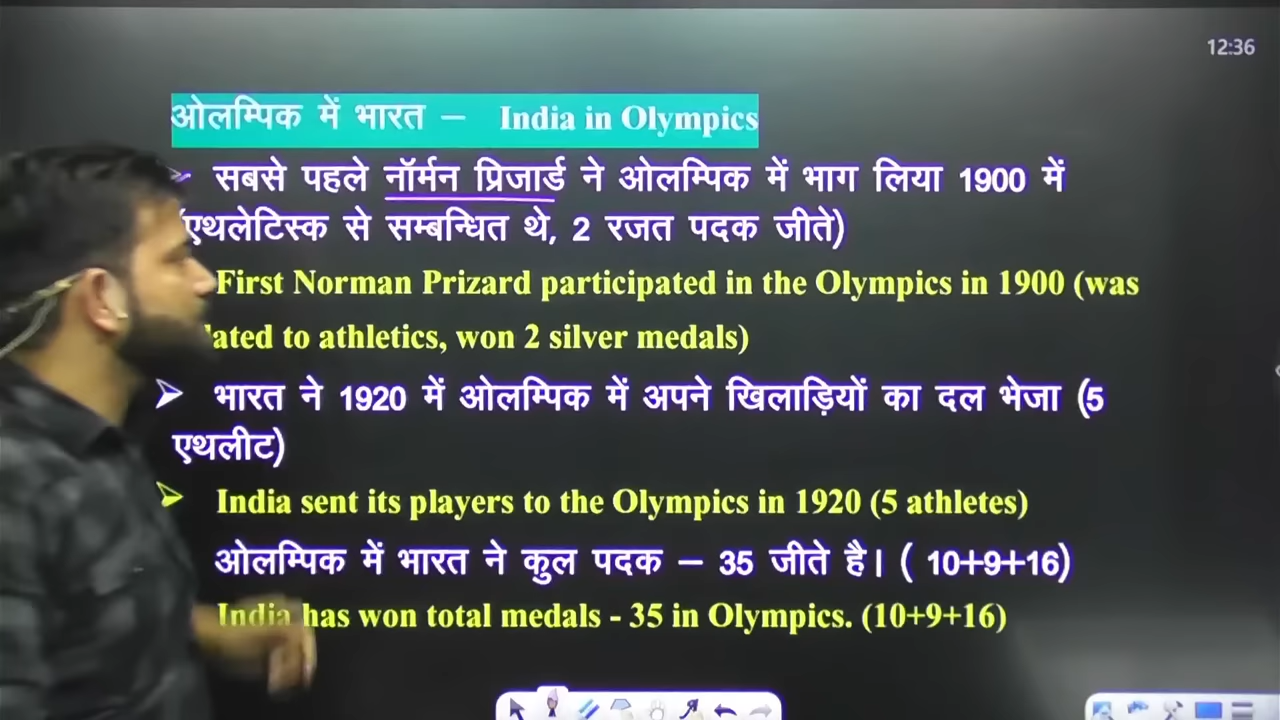 12:36
ओलम्पिक में भारत – India in Olympics
सबसे पहले नॉर्मन प्रिजार्ड ने ओलम्पिक में भाग लिया 1900 में
एथलेटिस्क से सम्बन्धित थे, 2 रजत पदक जीते)
First Norman Prizard participated in the Olympics in 1900 (was
lated to athletics, won 2 silver medals)
➢ भारत ने 1920 में ओलम्पिक में अपने खिलाड़ियों का दल भेजा (5
एथलीट)
➢ India sent its players to the Olympics in 1920 (5 athletes)
ओलम्पिक में भारत ने कुल पदक – 35 जीते है। ( 10+9+16)
India has won total medals - 35 in Olympics. (10+9+16)